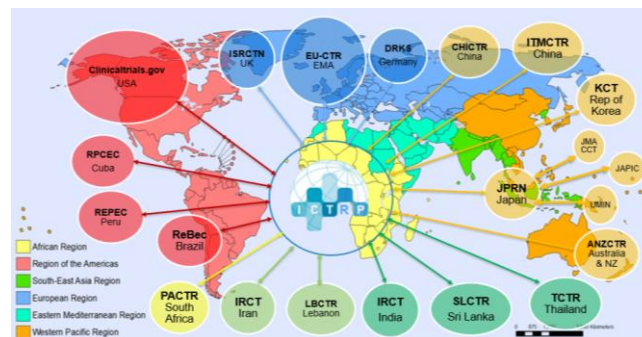 Clinicaltrials.gov
USA
ISRCTN
UK
EU-CTR
EMA
DRKS
Germany
CHiCTR
China
ITMCTR
China
KCT
Rep of
Korea
RPCEC
Cuba
JMA
CCT
JAPIC
JPRN
Japan
UMIN
REPEC
Peru
ReBec
Brazil
ICTRP
ANZCTR
Australia
& NZ
PACTR
South
Africa
IRCT
Iran
LBCTR
Lebanon
IRCT
India
SLCTR
Sri Lanka
TCTR
Thailand
African Region
Region of the Americas
South-East Asia Region
European Region
Eastern Mediterranean Region
Western Pacific Region